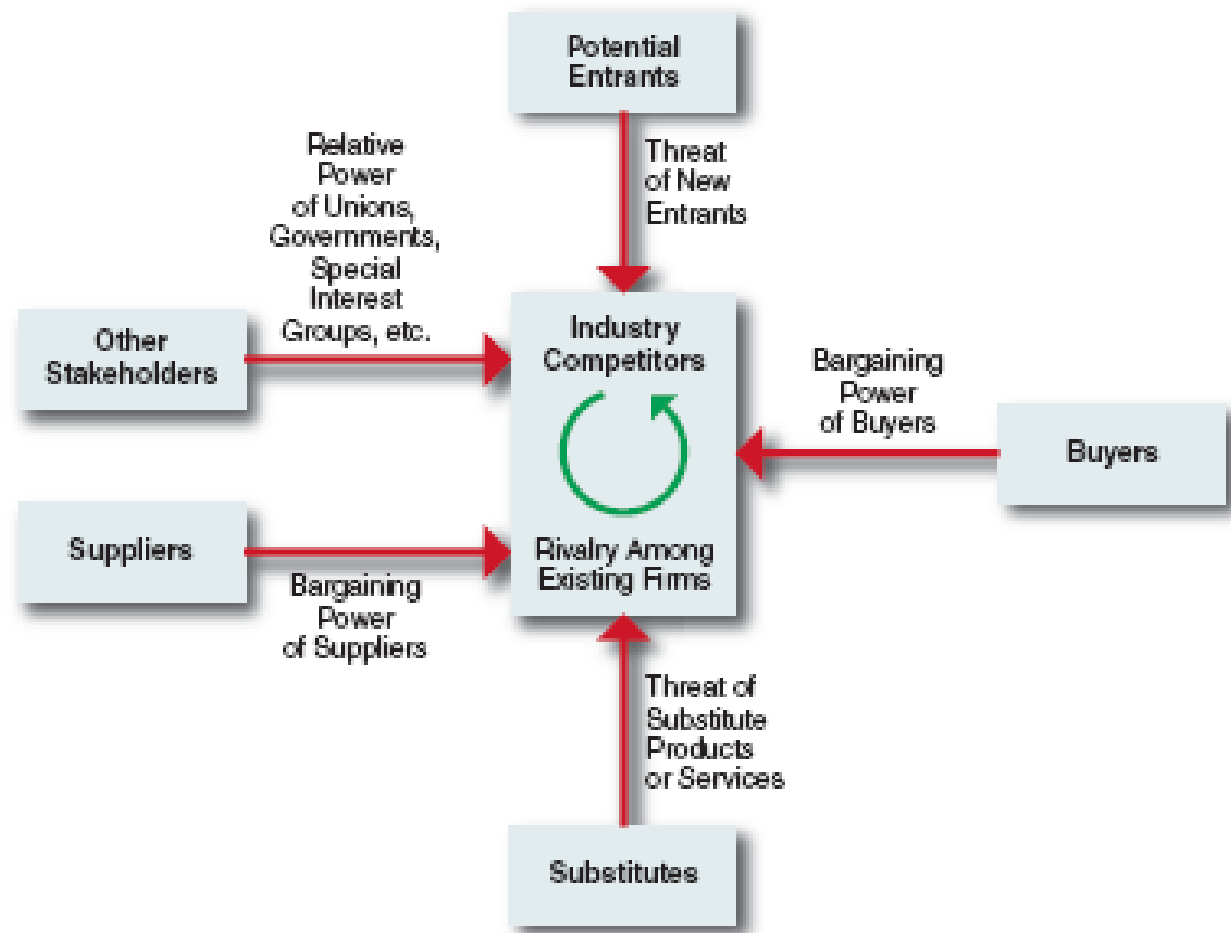 Potential
Entrants
Relative
Power
of Unions,
Governments,
Special
Interest
Groups, etc.
Threat
of New
Entrants
Other
Stakeholders
Industry
Competitors
Bargaining
Power
of Buyers
Buyers
Suppliers
Rivalry Among
Existing Firms
Bargaining
Power
of Suppliers
Threat of
Substitute
Products
or Services
Substitutes